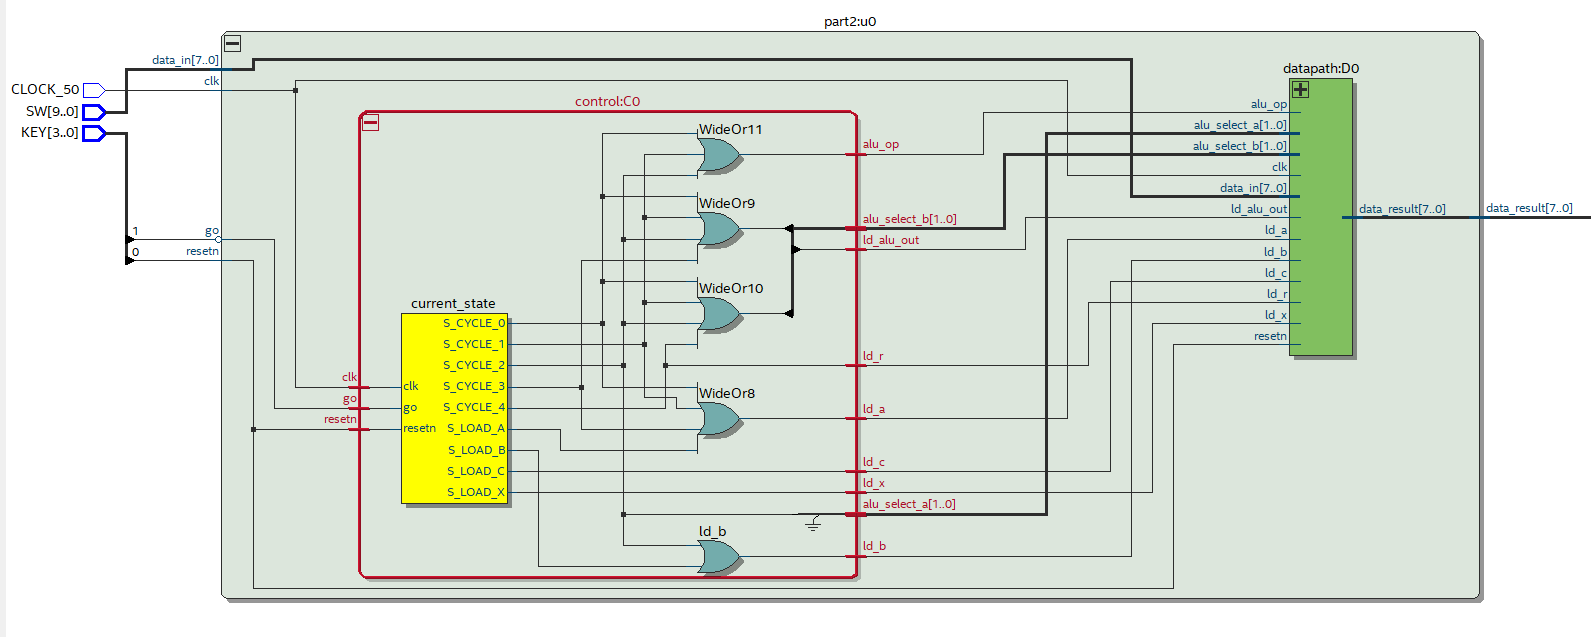 part2:u0
data_in[7..0]
clk
CLOCK_50
SW[9..0]
KEY[3..0]
1
go
0
resetn
control:C0
WideOr11
WideOr9
WideOr10
WideOr8
ld_b
current_state
S_CYCLE_0
S_CYCLE_1
S_CYCLE_2
S_CYCLE_3
S_CYCLE_4
S_LOAD_A
S_LOAD_B
S_LOAD_C
S_LOAD_X
clk
go
resetn
clk
go
resetn
alu_op
alu_select_b[1..0]
ld_alu_out
ld_r
ld_a
ld_c
ld_x
alu_select_a[1..0]
ld_b
datapath:D0
alu_op
alu_select_a[1..0]
alu_select_b[1..0]
clk
data_in[7..0]
ld_alu_out
ld_a
ld_b
ld_c
ld_r
ld_x
resetn
data_result[7..0]
data_result[7..0]